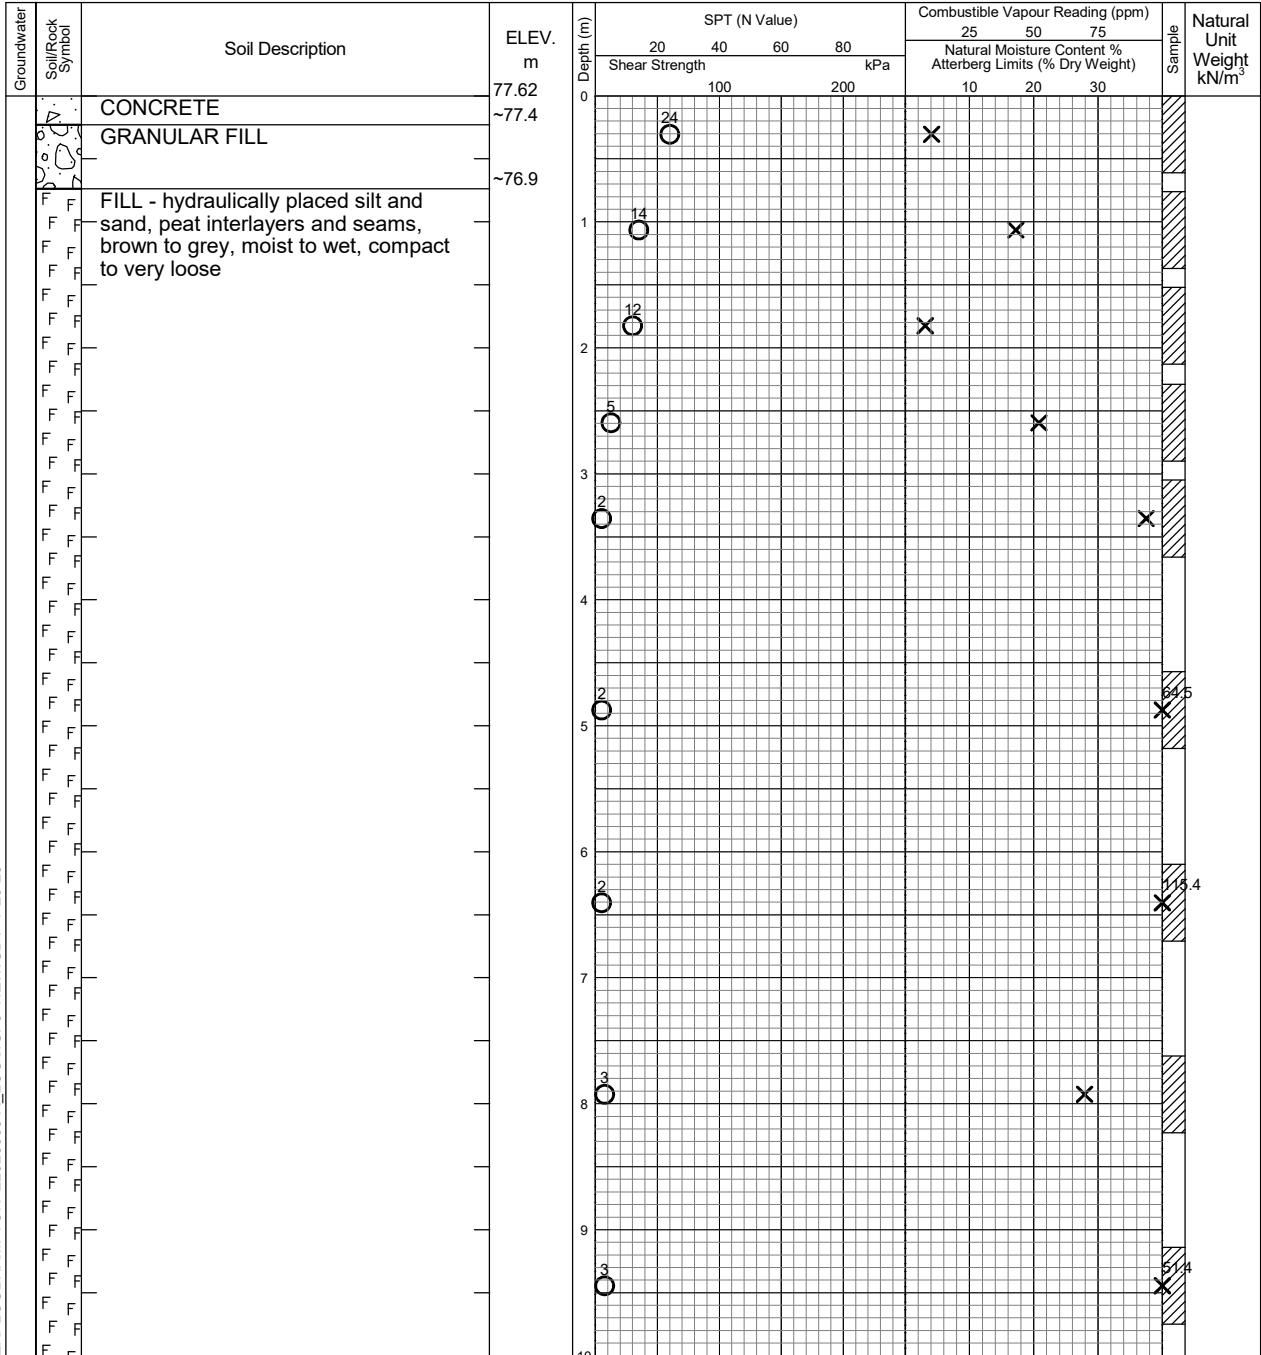 Groundwater
Soil/Rock
Symbol
Soil Description
ELEV.
m
77.62
Depth (m)
SPT (N Value)
20 40 60 80
Shear Strength kPa
100 200
Combustible Vapour Reading (ppm)
25 50 75
Natural Moisture Content %
Atterberg Limits (% Dry Weight)
10 20 30
Sample
Natural
Unit
Weight
kN/m³
0
CONCRETE
~77.4
GRANULAR FILL
24
~76.9
FILL - hydraulically placed silt and
sand, peat interlayers and seams,
brown to grey, moist to wet, compact
to very loose
14
1
12
2
5
3
2
4
2
64.5
5
6
2
115.4
7
3
8
9
3
51.4
10